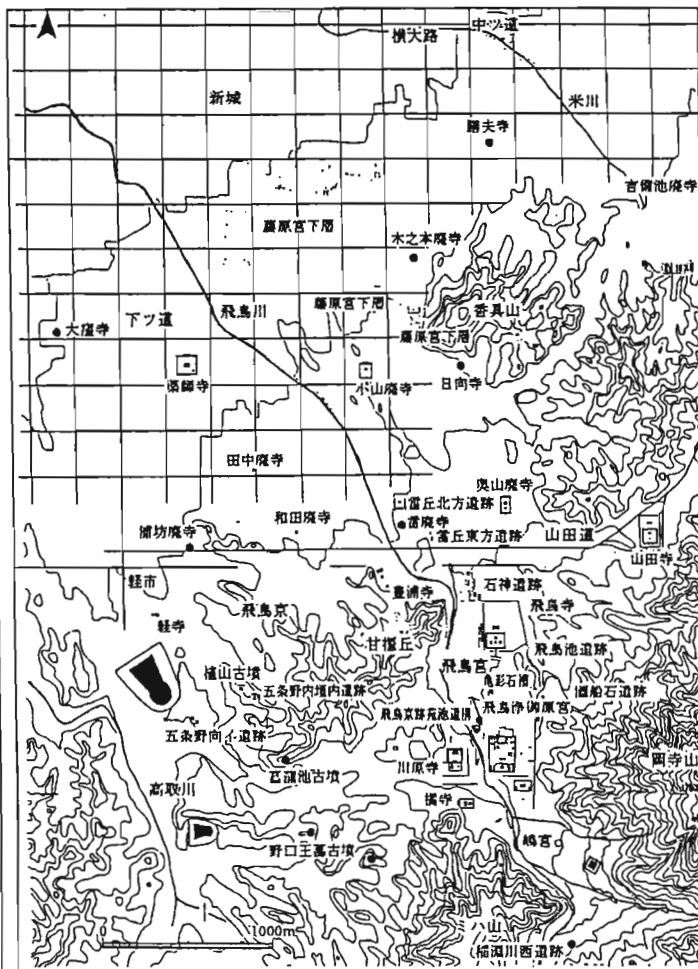 中ツ道
横大路
新城
米川
膳夫寺
吉備池廃寺
藤原宮下層
木之本廃寺
藤原宮下層
香具山
下ツ道
飛鳥川
大窪寺
藤原宮下層
薬師寺
小山廃寺
日向寺
田中廃寺
奥山廃寺
雷丘北方遺跡
和田廃寺
雷廃寺
浦坊廃寺
雷丘東方遺跡
山田道
山田寺
軽市
豊浦寺
石神遺跡
飛鳥京
飛鳥寺
軽寺
甘樫丘
飛鳥池遺跡
飛鳥宮
植山古墳
亀形石槽
五条野内垣内遺跡
酒船石遺跡
飛鳥京跡苑池遺構
飛鳥浄御原宮
五条野向イ遺跡
川原寺
岡寺山
菖蒲池古墳
高取川
橘寺
野口王墓古墳
嶋宮
1000m
ミハ山
稲淵川西遺跡